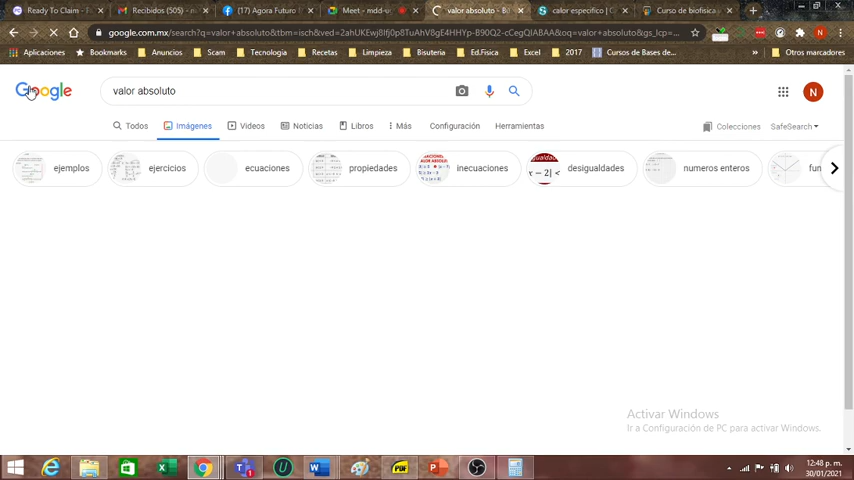 Ready To Claim - F
Recibidos (505) - m
(17) Agora Futuro
Meet - mdd-u
valor absoluto - B
calor especifico | C
Curso de biofisica y
google.com.mx/search?q=valor+absoluto&tbm=isch&ved=2ahUKEwj8Ifj0p8TuAhV8gE4HHYp-B90Q2-cCegQIABAA&oq=valor+absoluto&gs_lcp=...
Aplicaciones Bookmarks Anuncios Scam Tecnologia Recetas Limpieza Bisuteria Ed.Fisica Excel 2017 Cursos de Bases de... » Otros marcadores
Google valor absoluto N
Todos Imágenes Videos Noticias Libros Más Configuración Herramientas Colecciones SafeSearch
ejemplos ejercicios ecuaciones propiedades inecuaciones desigualdades numeros enteros fun
Activar Windows
Ir a Configuración de PC para activar Windows.
12:48 p. m.
30/01/2021